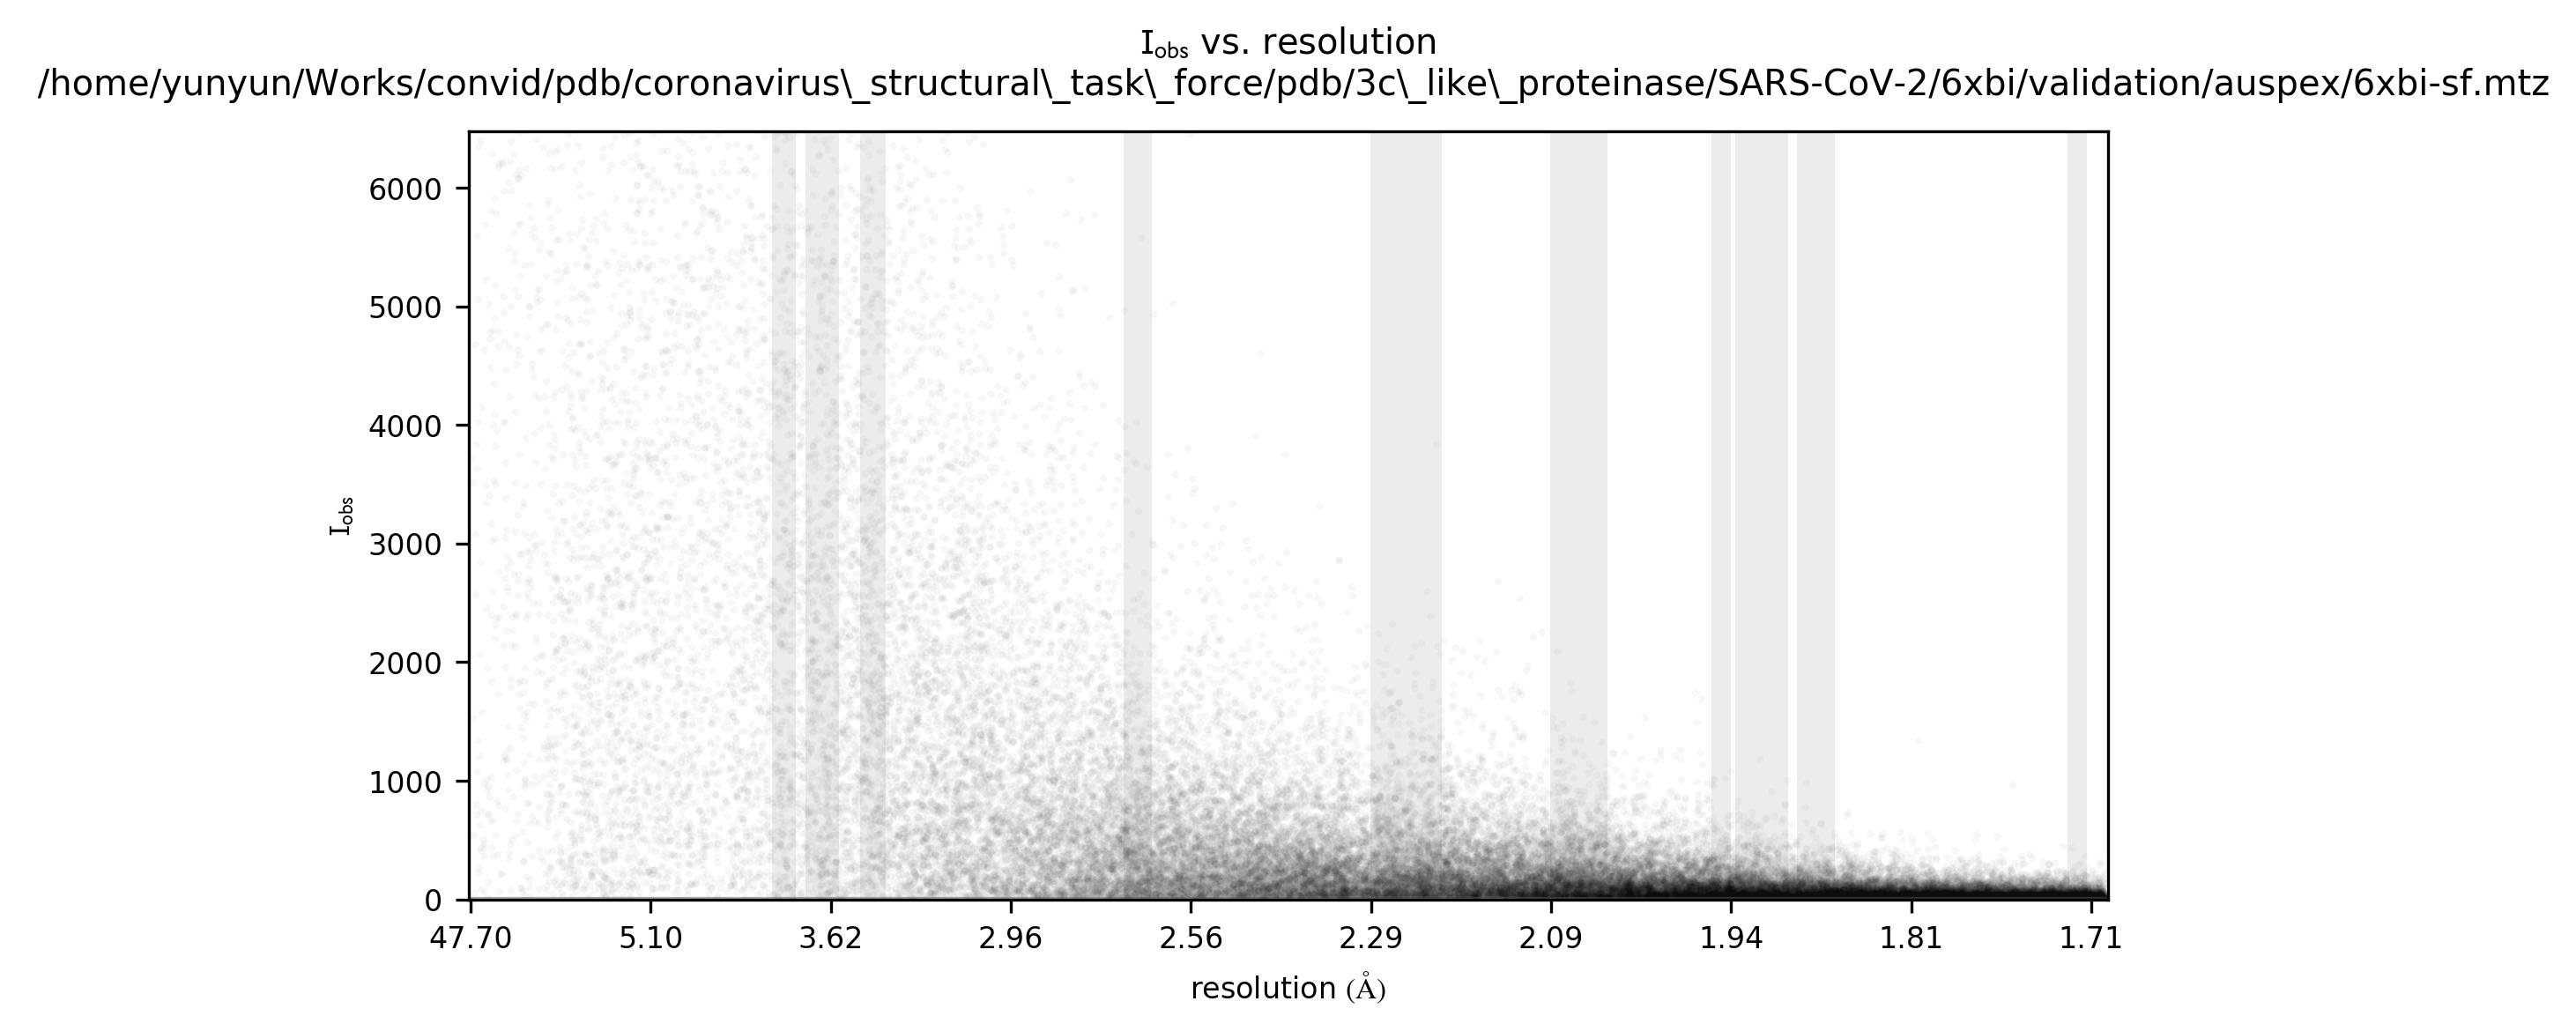 Iobs vs. resolution
/home/yunyun/Works/convid/pdb/coronavirus\_structural\_task\_force/pdb/3c\_like\_proteinase/SARS-CoV-2/6xbi/validation/auspex/6xbi-sf.mtz
6000
5000
4000
Iobs
3000
2000
1000
0
47.70 5.10 3.62 2.96 2.56 2.29 2.09 1.94 1.81 1.71
resolution (Å)